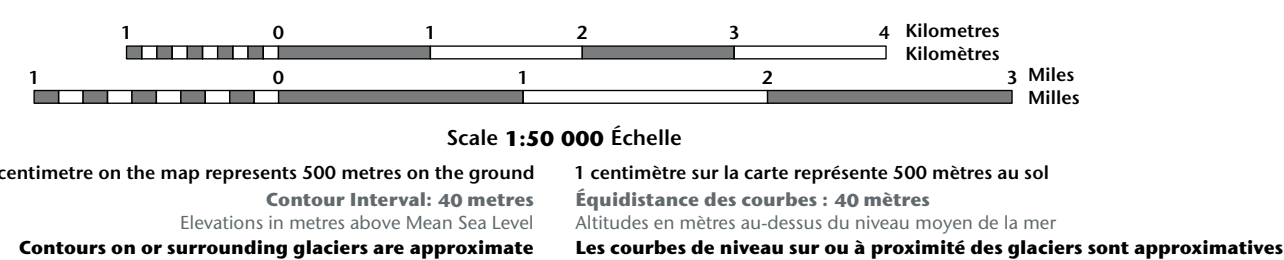 1 0 1 2 3 4 Kilometres
Kilomètres
1 0 1 2 3 Miles
Milles
Scale 1:50 000 Échelle
centimetre on the map represents 500 metres on the ground 1 centimètre sur la carte représente 500 mètres au sol
Contour Interval: 40 metres Équidistance des courbes : 40 mètres
Elevations in metres above Mean Sea Level Altitudes en mètres au-dessus du niveau moyen de la mer
Contours on or surrounding glaciers are approximate Les courbes de niveau sur ou à proximité des glaciers sont approximatives